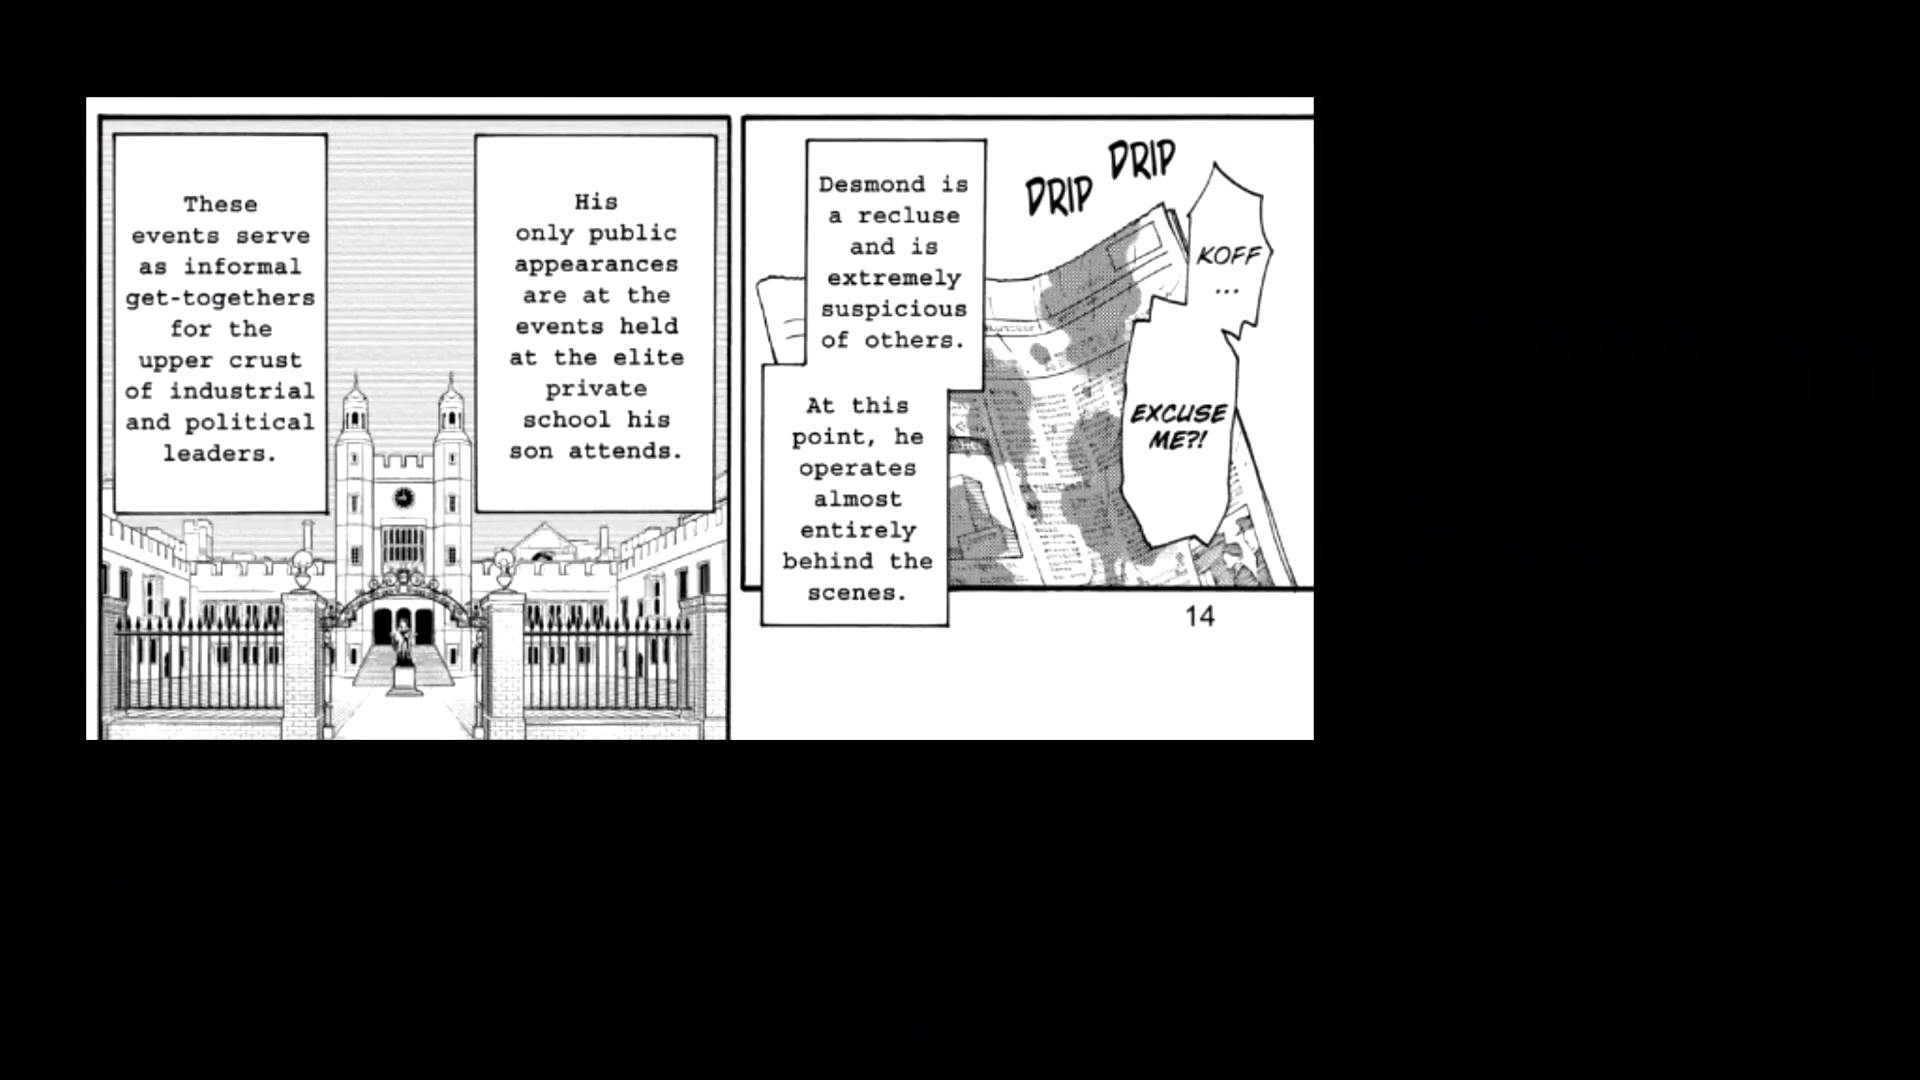 KOFF
...
EXCUSE
ME?!
DRIP
DRIP
Desmond is
a recluse
and is
extremely
suspicious
of others.
At this
point, he
operates
almost
entirely
behind the
scenes.
14
His
only public
appearances
are at the
events held
at the elite
private
school his
son attends.
These
events serve
as informal
get-togethers
for the
upper crust
of industrial
and political
leaders.